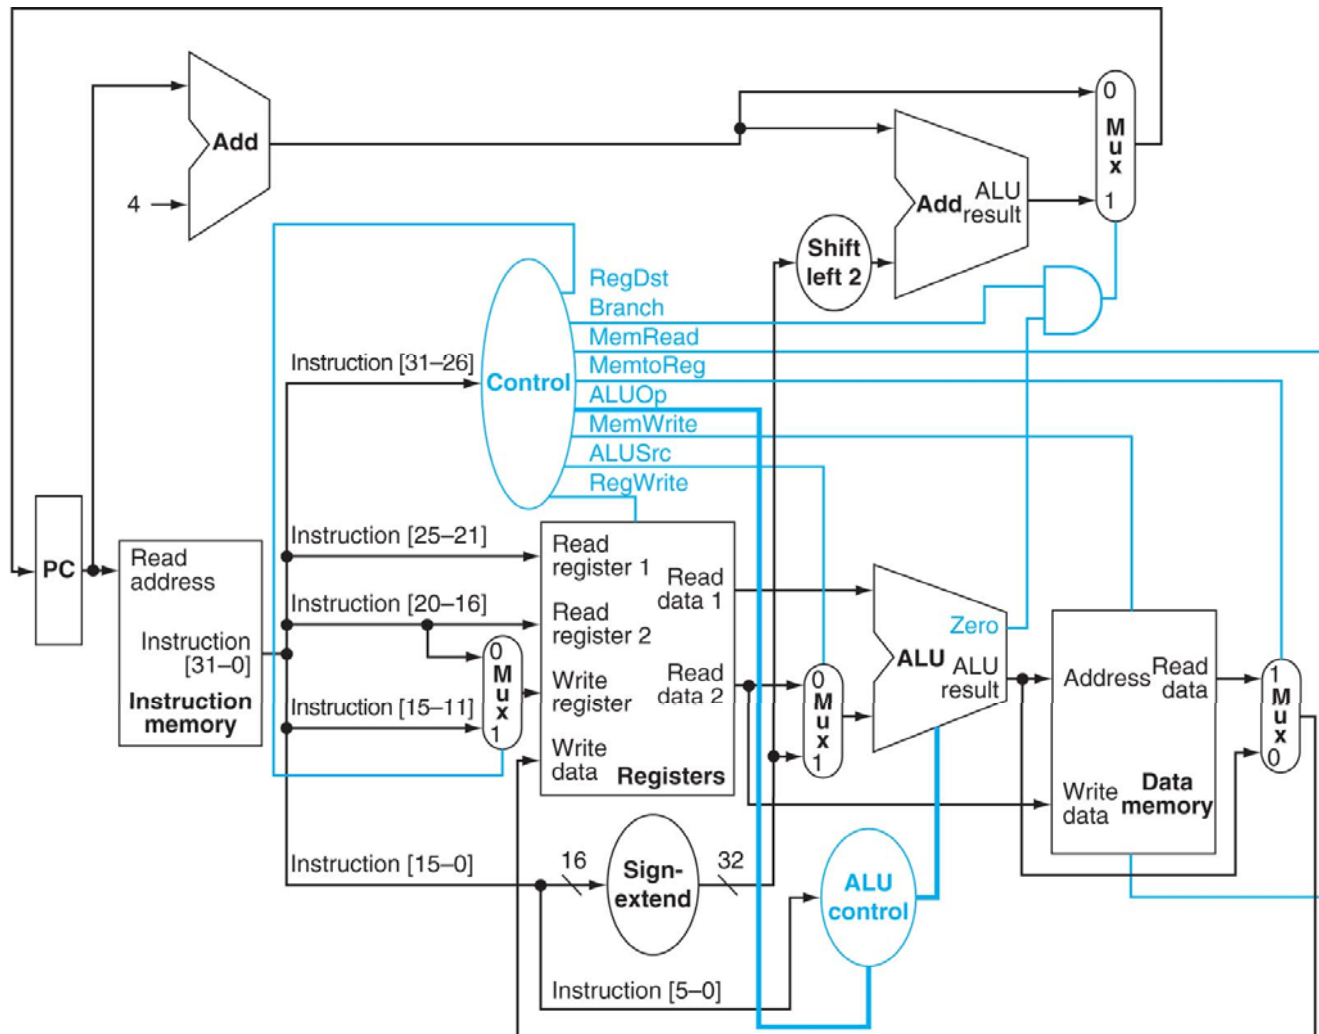 Add
4
0
Mux
1
Add
ALU
result
Shift
left 2
RegDst
Branch
MemRead
MemtoReg
ALUOp
MemWrite
ALUSrc
RegWrite
Instruction [31–26]
Control
PC
Read
address
Instruction
[31–0]
Instruction
memory
Instruction [25–21]
Instruction [20–16]
Instruction [15–11]
0
Mux
1
Read
register 1
Read
register 2
Write
register
Write
data
Read
data 1
Read
data 2
Registers
0
Mux
1
Zero
ALU
ALU
result
Address
Read
data
Write
data
Data
memory
1
Mux
0
Instruction [15–0]
16
Sign-
extend
32
ALU
control
Instruction [5–0]